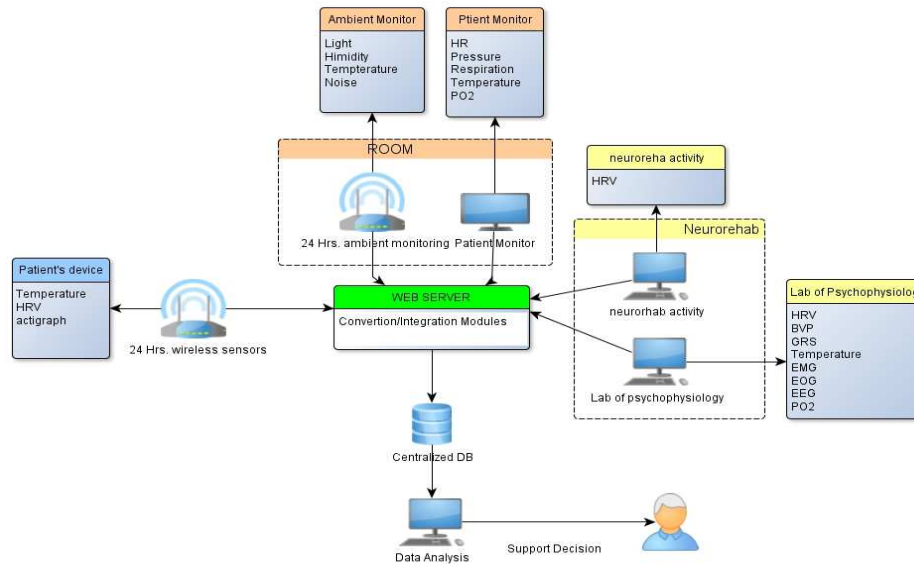 Ambient Monitor
Light
Himidity
Tempterature
Noise
Ptient Monitor
HR
Pressure
Respiration
Temperature
PO2
ROOM
24 Hrs. ambient monitoring
Patient Monitor
neuroreha activity
HRV
Neurorehab
neurorhab activity
Lab of psychophysiology
Lab of Psychophysiolog
HRV
BVP
GRS
Temperature
EMG
EOG
EEG
PO2
Patient's device
Temperature
HRV
actigraph
24 Hrs. wireless sensors
WEB SERVER
Convertion/Integration Modules
Centralized DB
Data Analysis
Support Decision